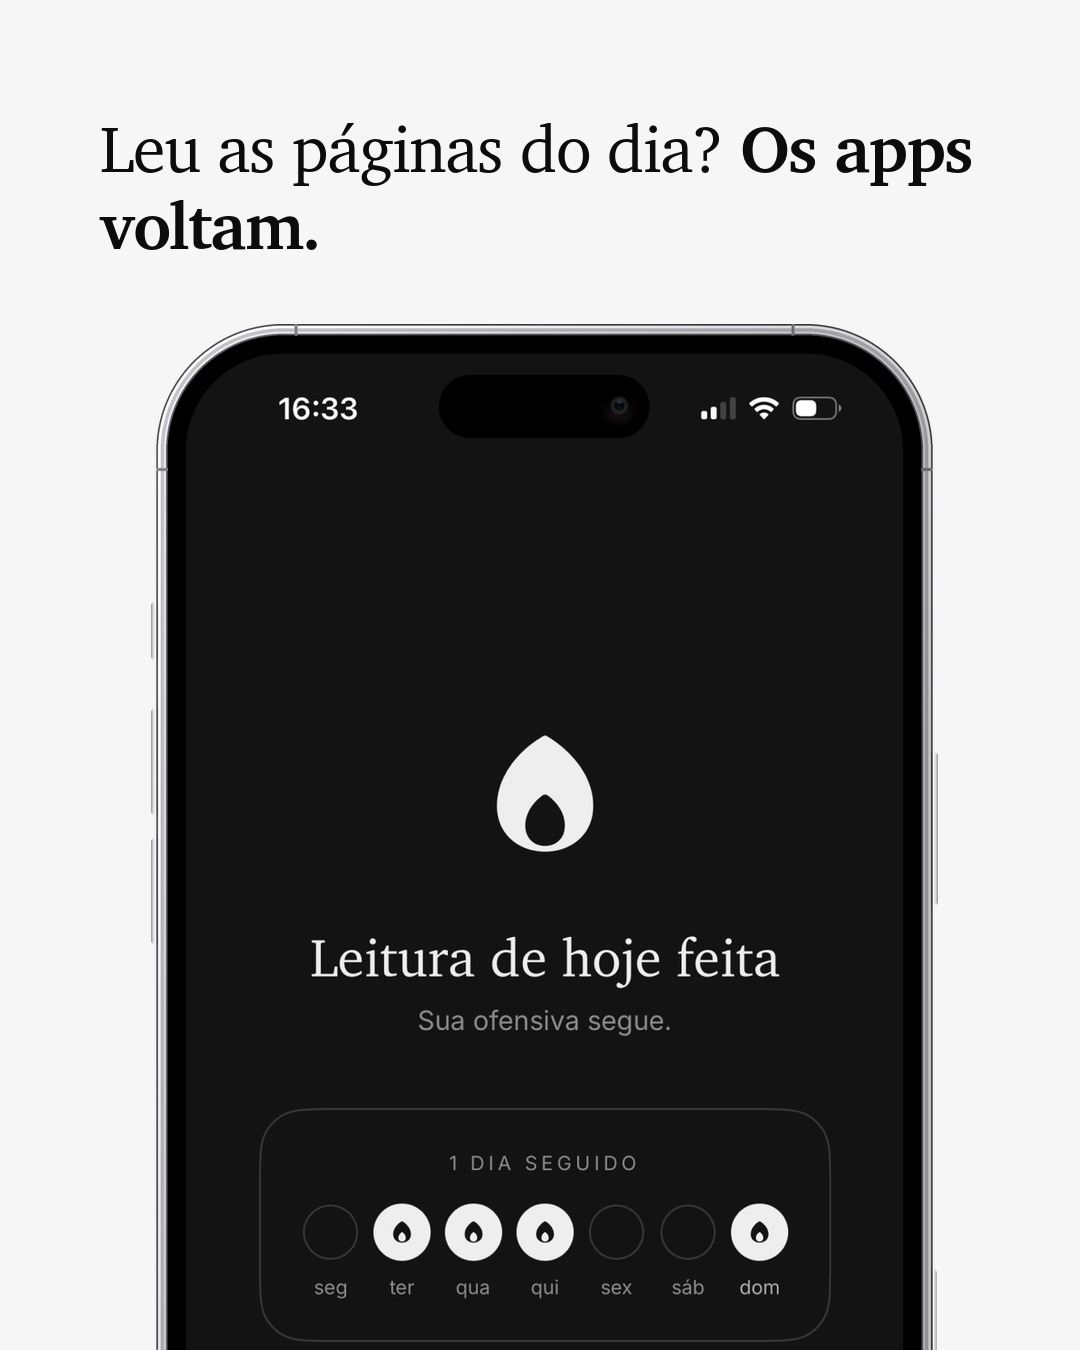 Leu as páginas do dia? Os apps
voltam.
16:33
Leitura de hoje feita
Sua ofensiva segue.
1 DIA SEGUIDO
seg ter qua qui sex sáb dom